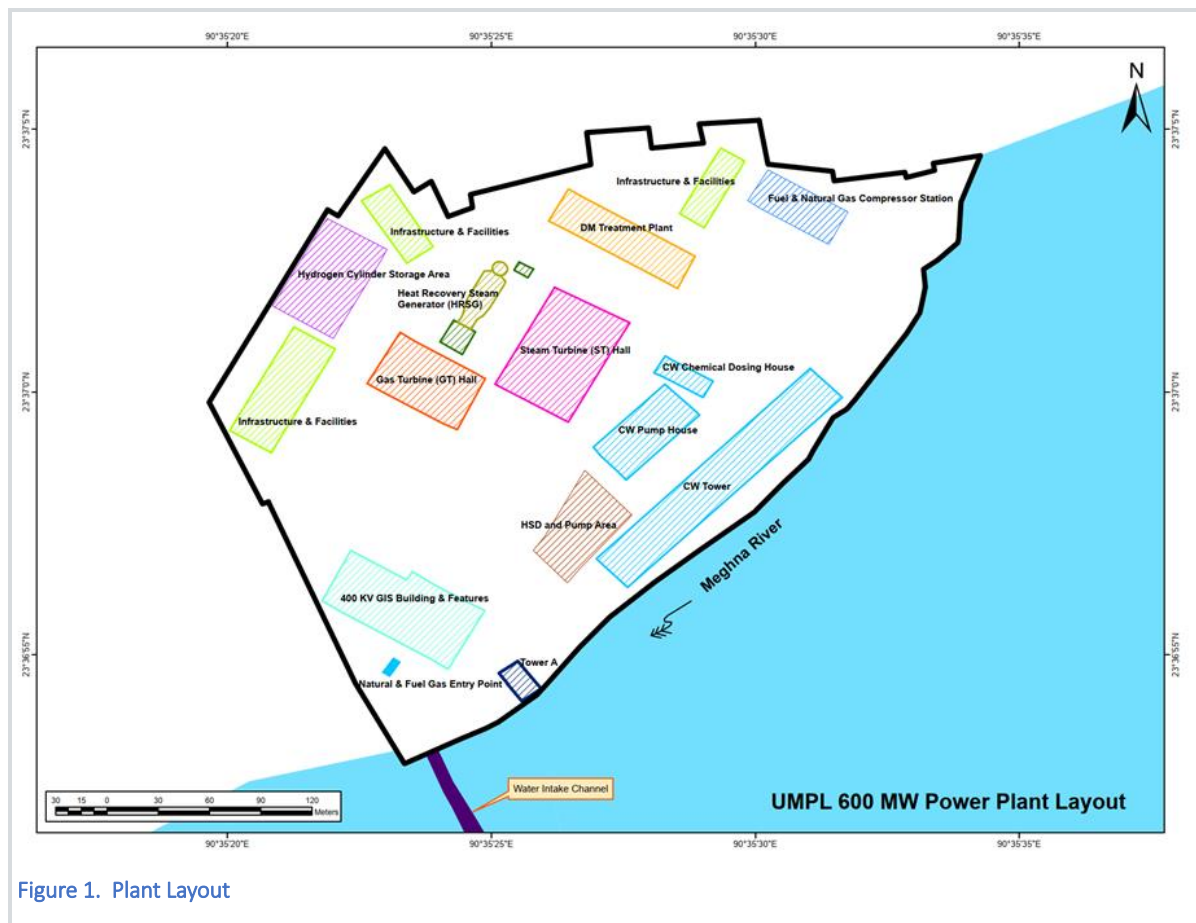 90°35'20"E 90°35'25"E 90°35'30"E 90°35'35"E
N
23°37'5"N 23°37'5"N
Infrastructure & Facilities
Fuel & Natural Gas Compressor Station
DM Treatment Plant
Infrastructure & Facilities
Hydrogen Cylinder Storage Area
Heat Recovery Steam
Generator (HRSG)
Steam Turbine (ST) Hall
CW Chemical Dosing House
Gas Turbine (GT) Hall
23°37'0"N 23°37'0"N
Infrastructure & Facilities
CW Pump House
CW Tower
HSD and Pump Area
Meghna River
400 KV GIS Building & Features
23°36'55"N 23°36'55"N
Tower A
Natural & Fuel Gas Entry Point
Water Intake Channel
UMPL 600 MW Power Plant Layout
30 15 0 30 60 90 120
Meters
90°35'20"E 90°35'25"E 90°35'30"E 90°35'35"E
Figure 1. Plant Layout